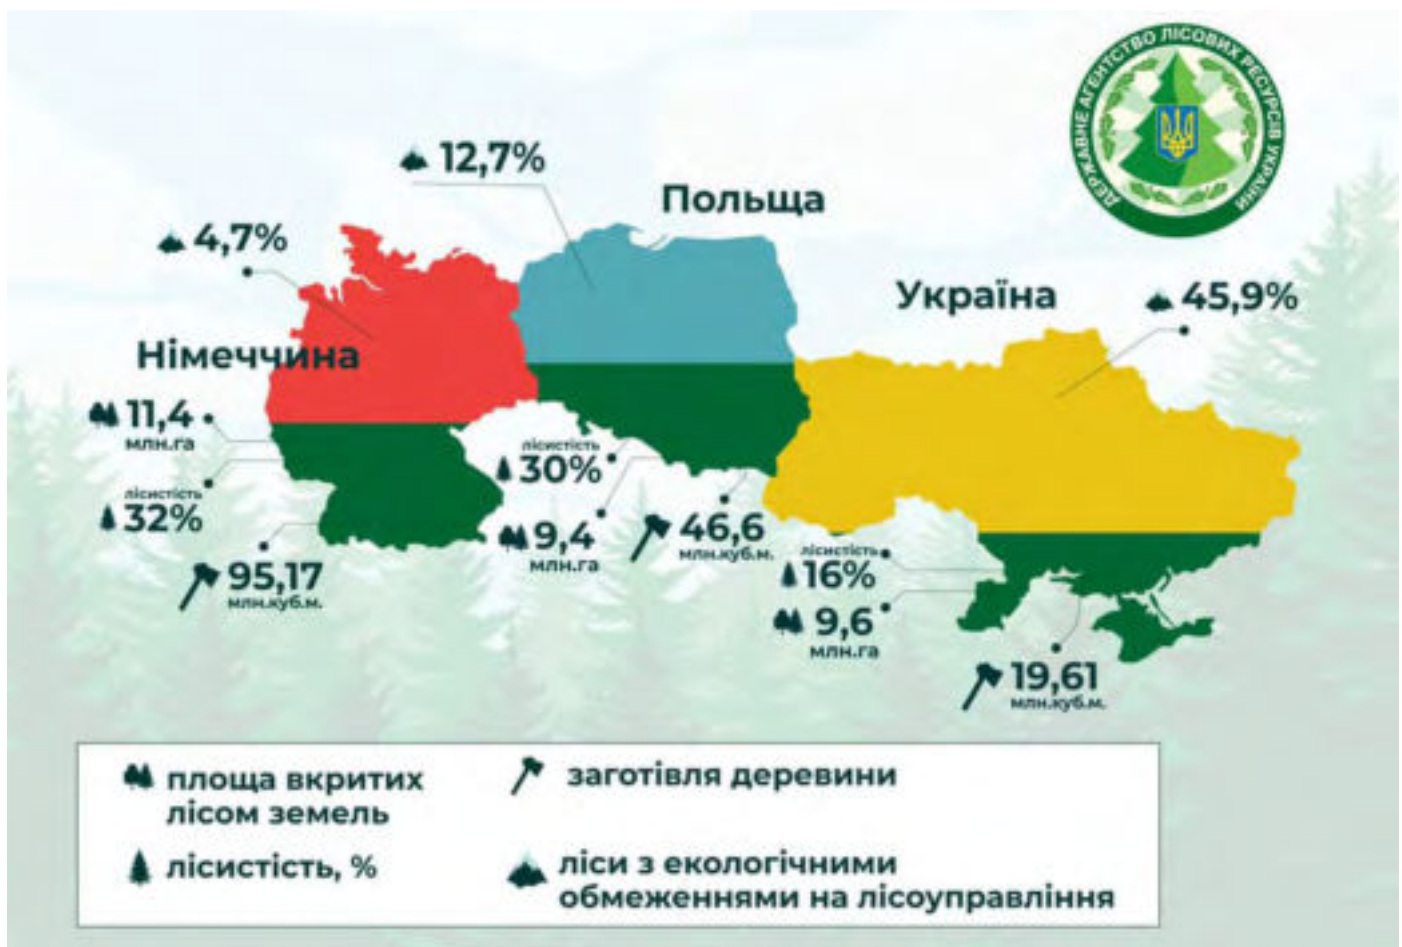 ДЕРЖАВНЕ АГЕНТСТВО ЛІСОВИХ РЕСУРСІВ УКРАЇНИ
12,7%
Польща
4,7%
Україна
45,9%
Німеччина
11,4
млн.га
лісистість
32%
95,17
млн.куб.м.
лісистість
30%
9,4
млн.га
46,6
млн.куб.м.
лісистість
16%
9,6
млн.га
19,61
млн.куб.м.
площа вкритих
лісом земель
заготівля деревини
лісистість, %
ліси з екологічними
обмеженнями на лісоуправління